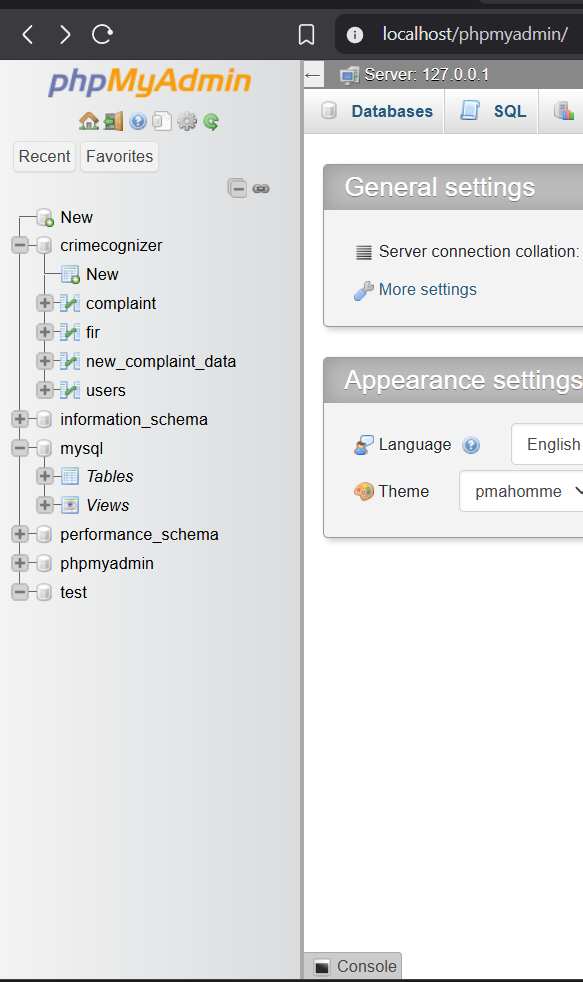 localhost/phpmyadmin/
phpMyAdmin
Recent Favorites
New
crimecognizer
New
complaint
fir
new_complaint_data
users
information_schema
mysql
Tables
Views
performance_schema
phpmyadmin
test
← Server: 127.0.0.1
Databases SQL
General settings
Server connection collation:
More settings
Appearance settings
Language English
Theme pmahomme
Console